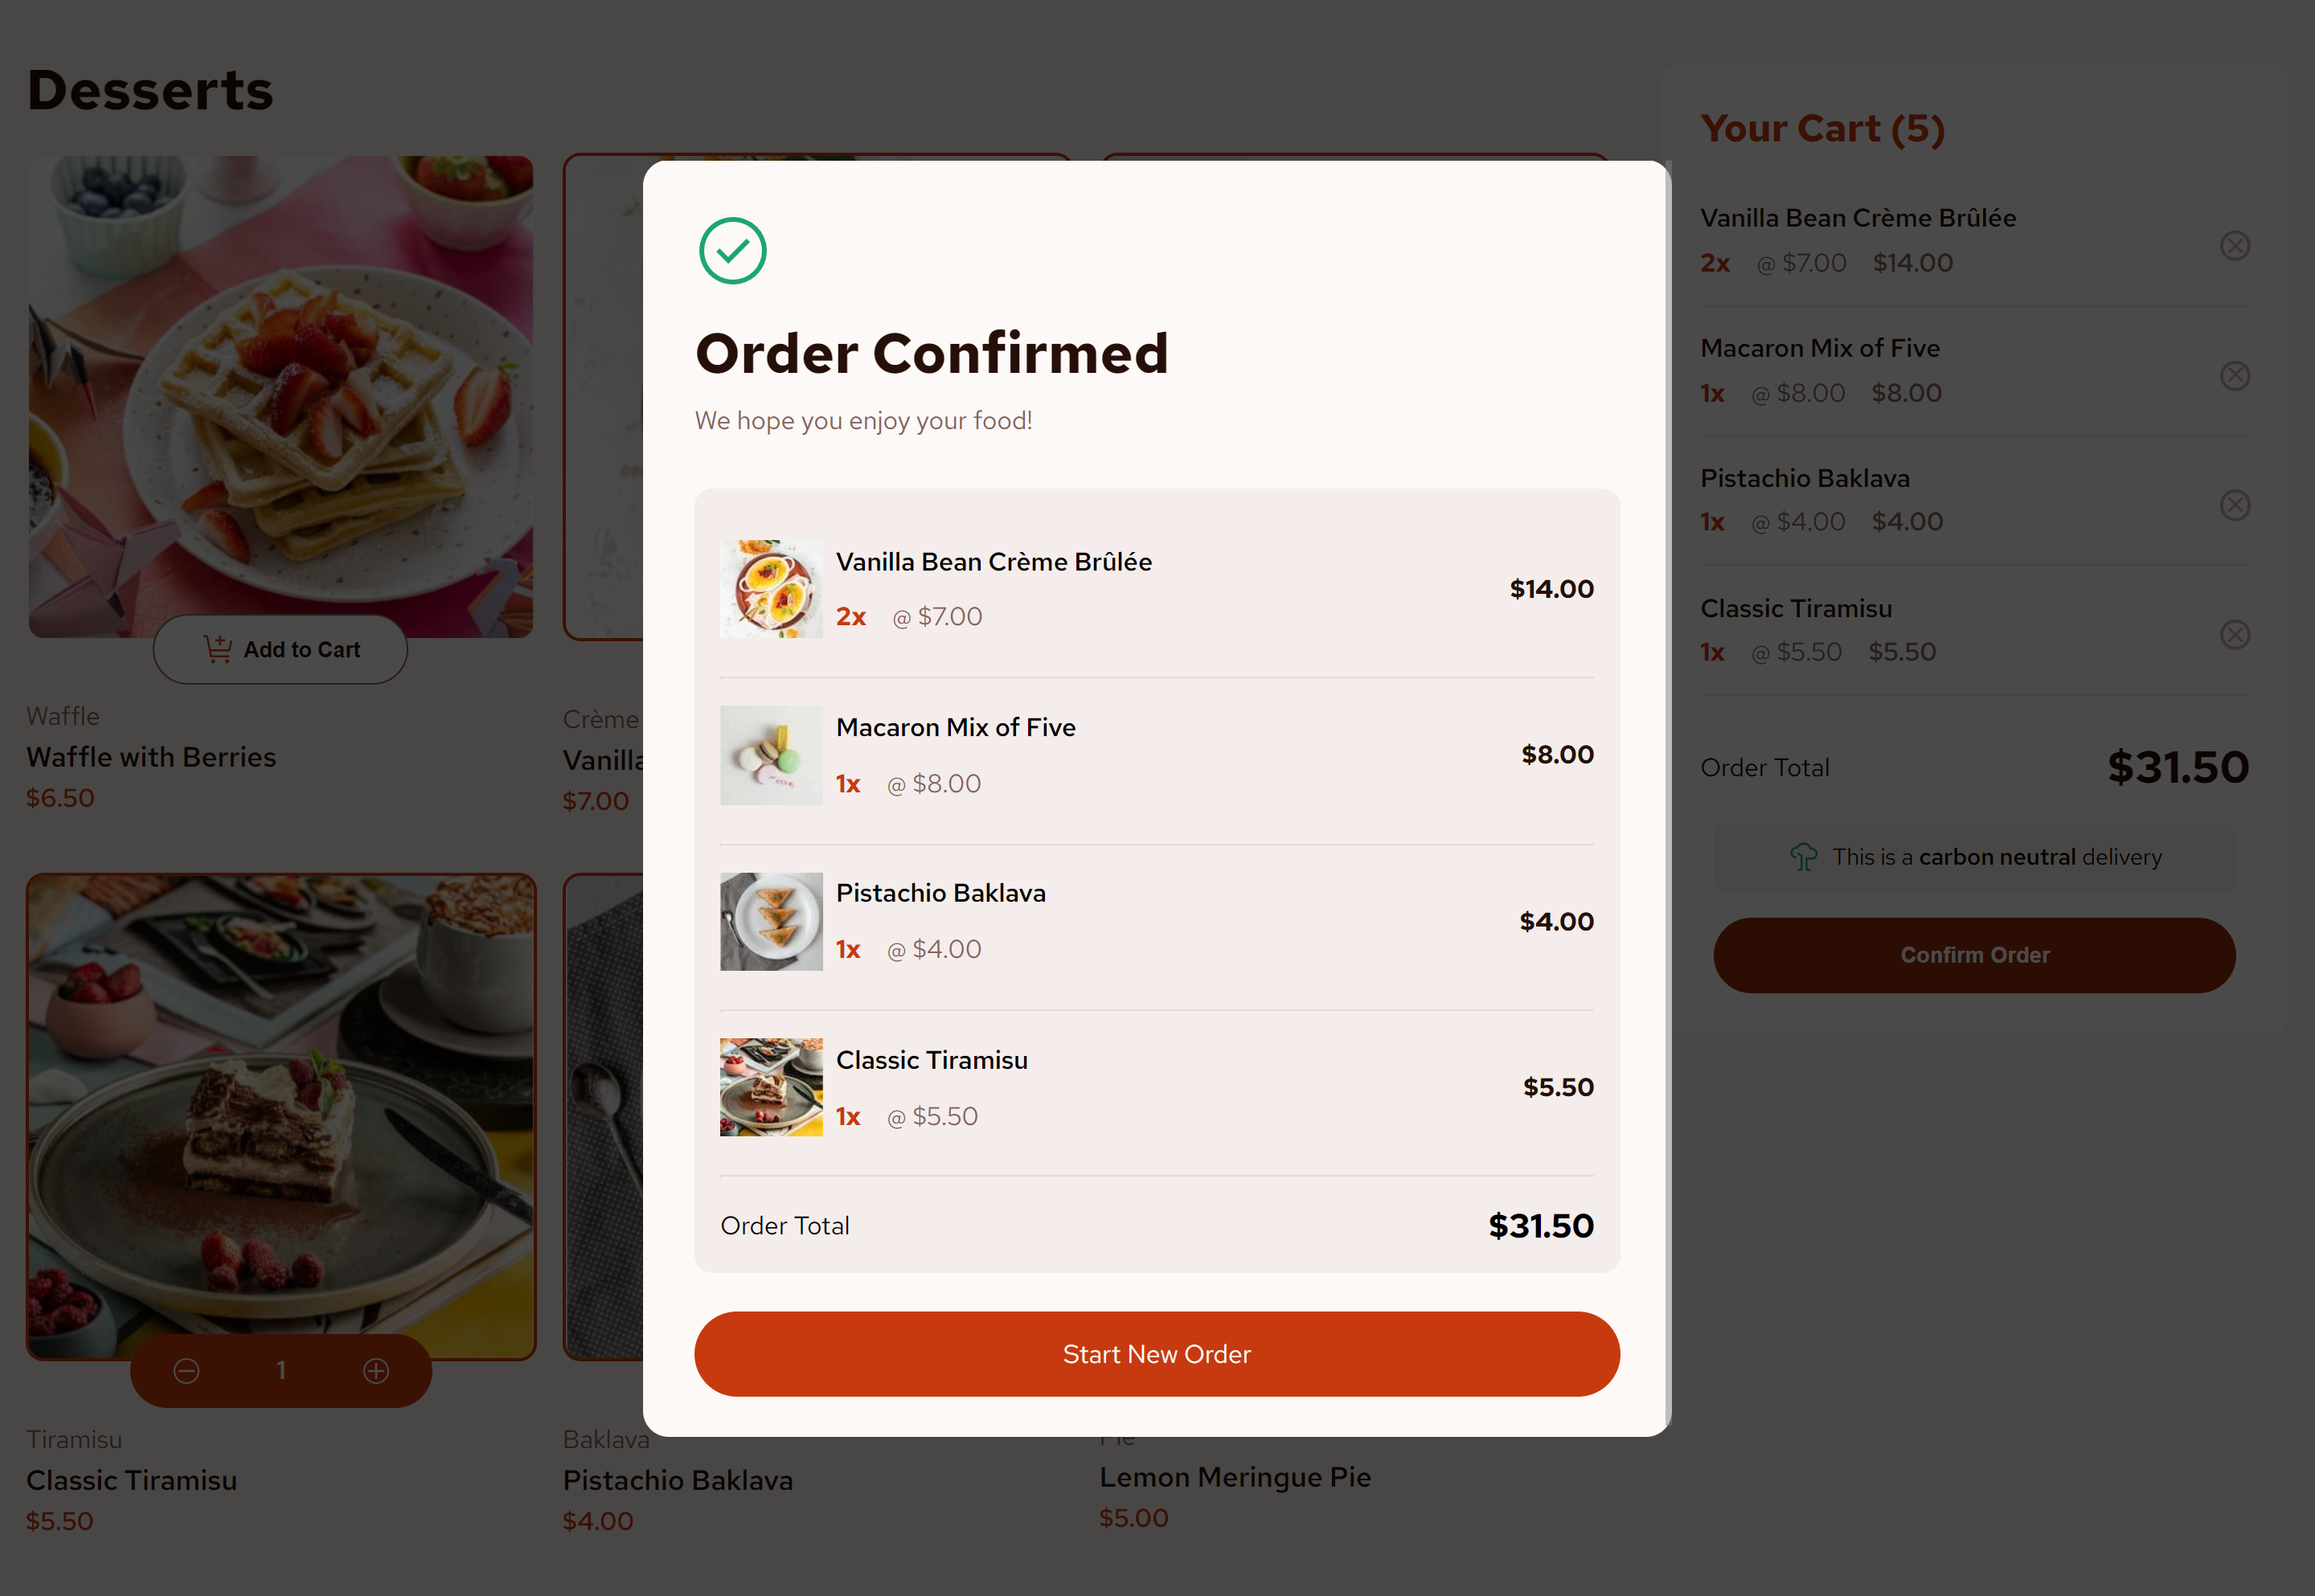 Desserts
Add to Cart
Waffle
Waffle with Berries
$6.50
Crème
Vanilla
$7.00
1
Tiramisu
Classic Tiramisu
$5.50
Baklava
Pistachio Baklava
$4.00
Pie
Lemon Meringue Pie
$5.00
Order Confirmed
We hope you enjoy your food!
Vanilla Bean Crème Brûlée
2x @ $7.00 $14.00
Macaron Mix of Five
1x @ $8.00 $8.00
Pistachio Baklava
1x @ $4.00 $4.00
Classic Tiramisu
1x @ $5.50 $5.50
Order Total $31.50
Start New Order
Your Cart (5)
Vanilla Bean Crème Brûlée
2x @ $7.00 $14.00
Macaron Mix of Five
1x @ $8.00 $8.00
Pistachio Baklava
1x @ $4.00 $4.00
Classic Tiramisu
1x @ $5.50 $5.50
Order Total $31.50
This is a carbon neutral delivery
Confirm Order